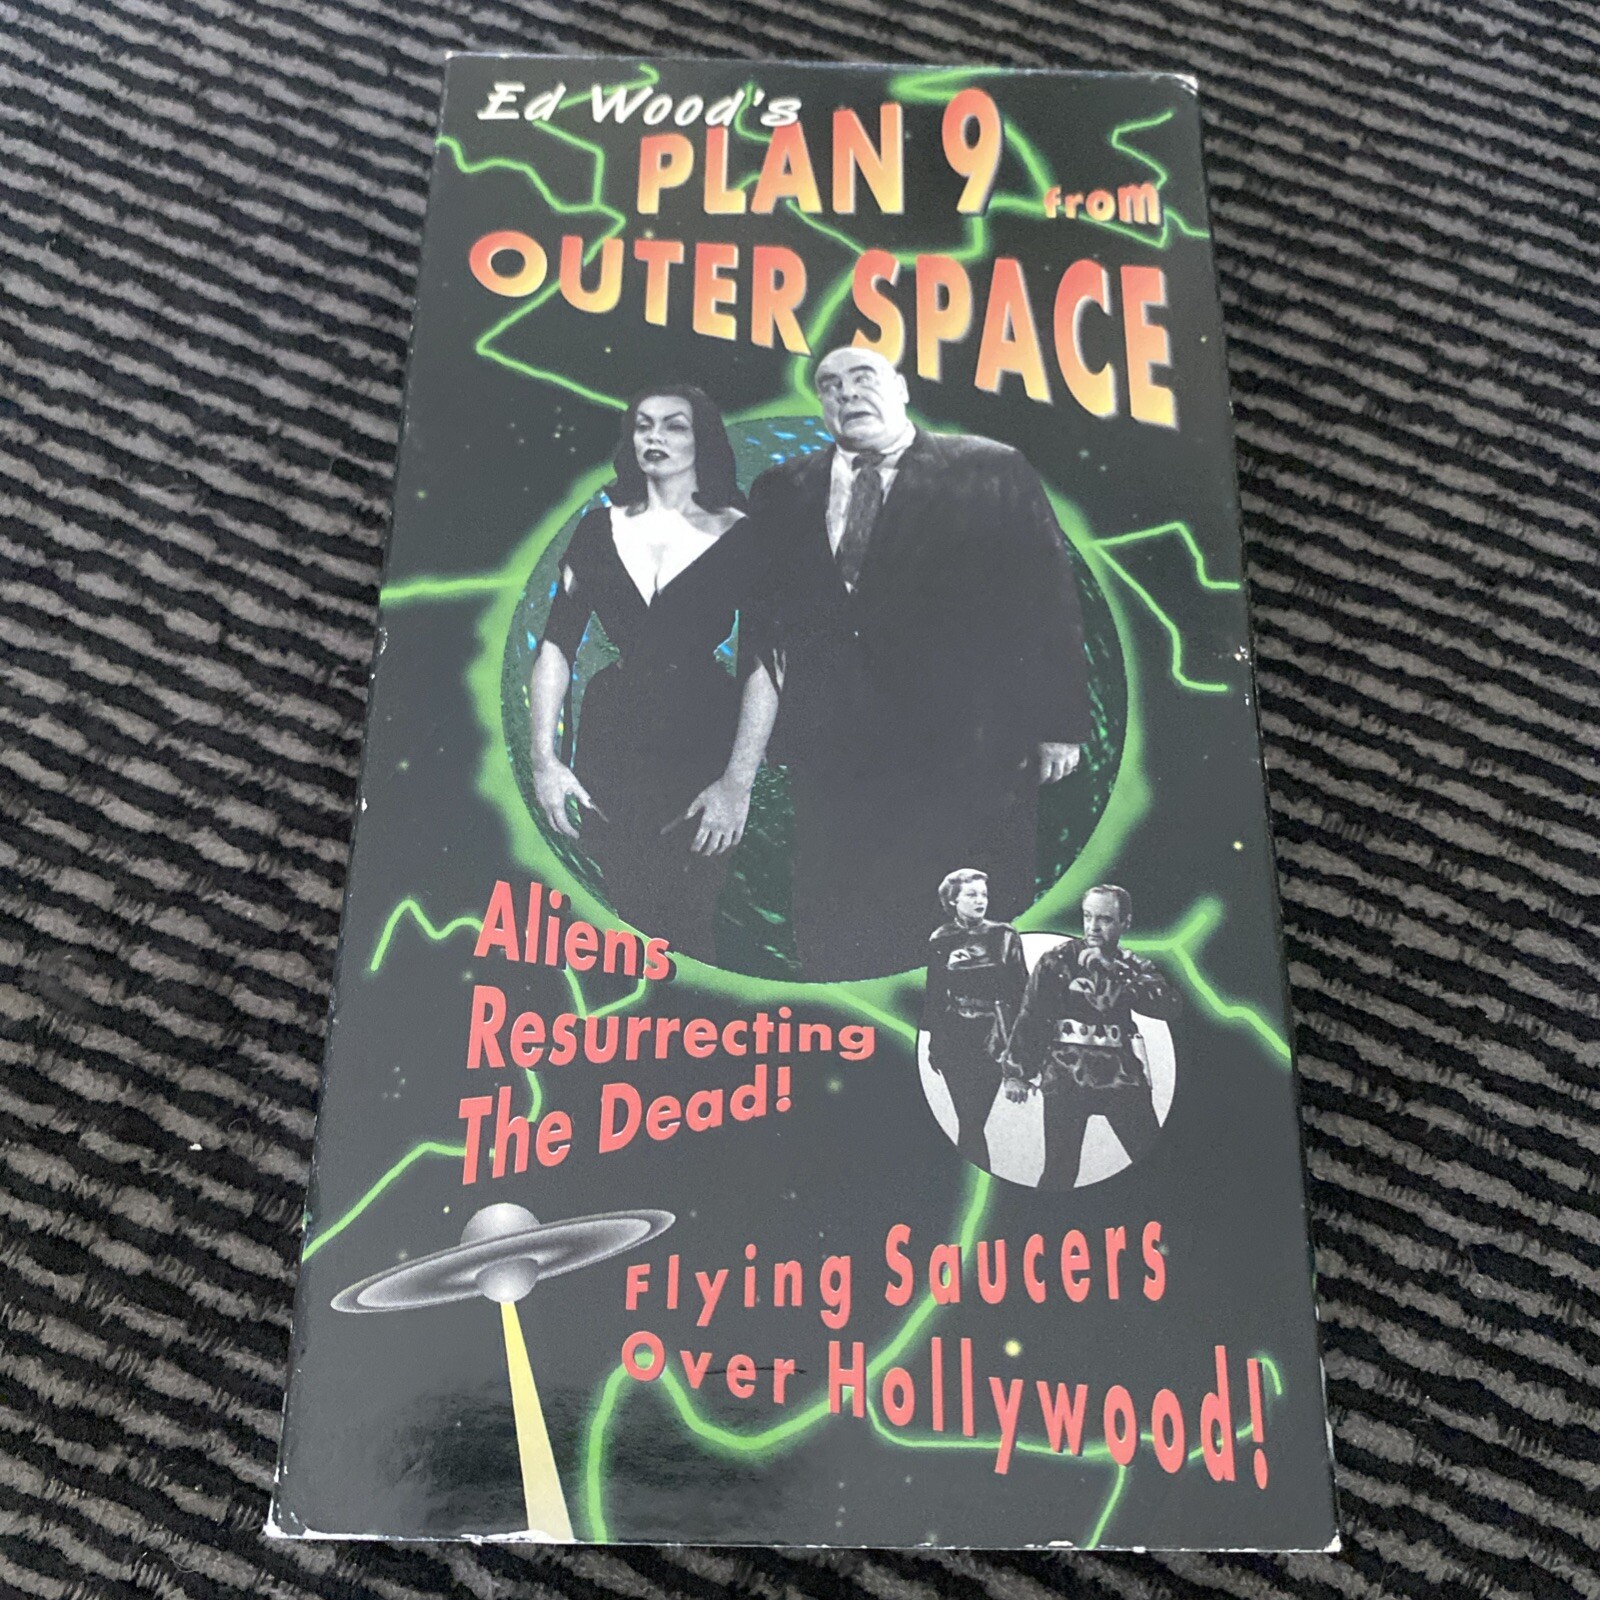 Ed Wood's
PLAN 9 from
OUTER SPACE
Aliens
Resurrecting
The Dead!
Flying Saucers
Over Hollywood!